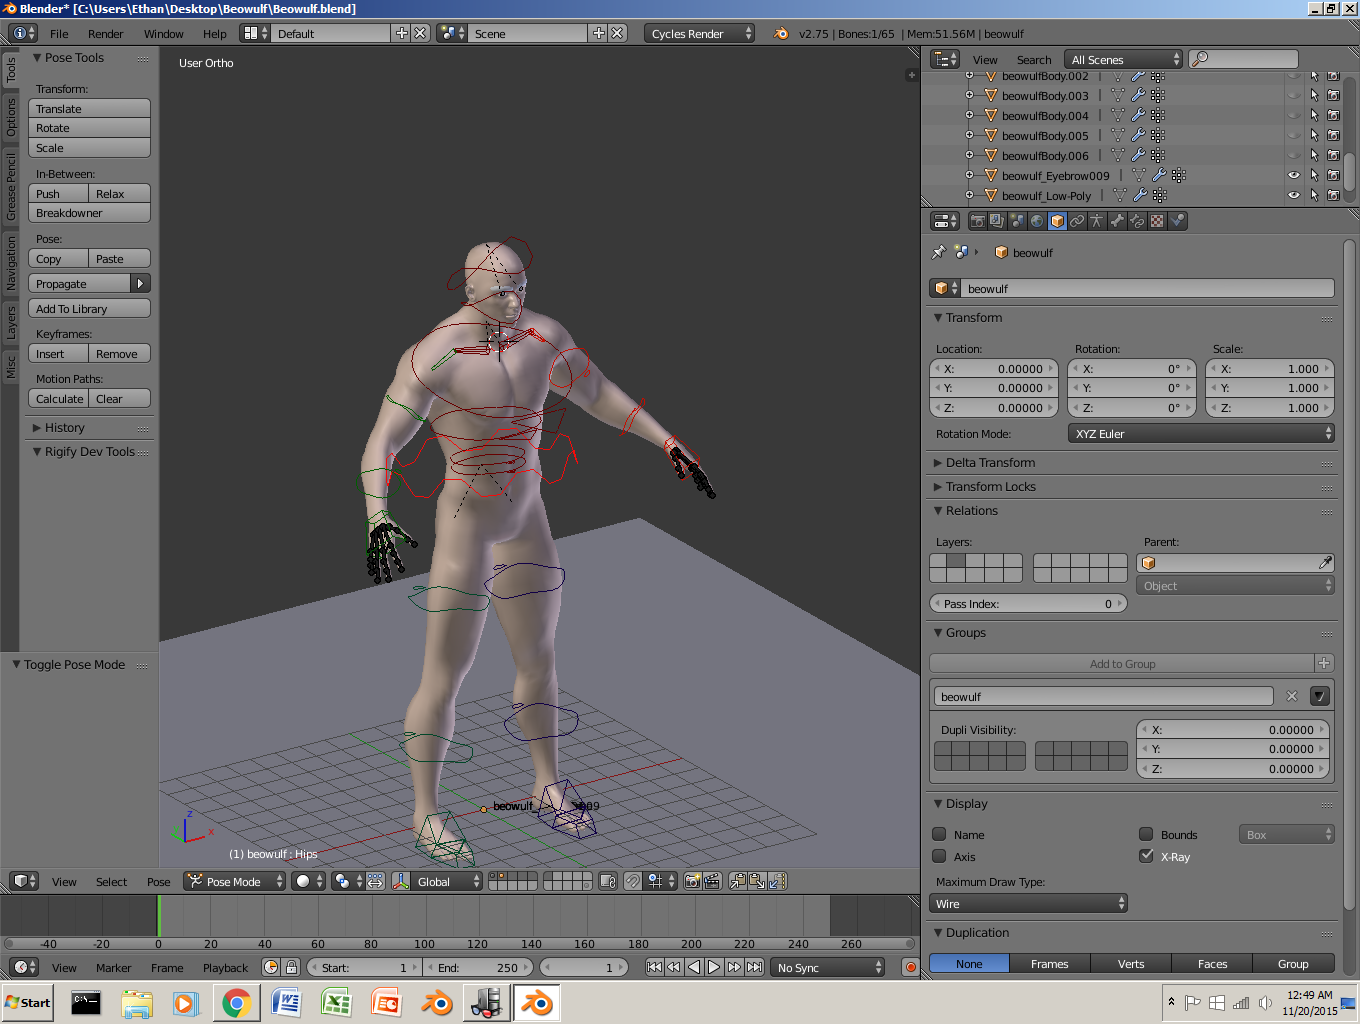 Blender* [C:\Users\Ethan\Desktop\Beowulf\Beowulf.blend]
File Render Window Help Default Scene Cycles Render v2.75 | Bones:1/65 | Mem:51.56M | beowulf
Pose Tools
Transform:
Translate
Rotate
Scale
In-Between:
Push Relax
Breakdowner
Pose:
Copy Paste
Propagate
Add To Library
Keyframes:
Insert Remove
Motion Paths:
Calculate Clear
History
Rigify Dev Tools
Toggle Pose Mode
Tools
Options
Grease Pencil
Navigation
Layers
Misc
User Ortho
beowulf_
z
x
(1) beowulf : Hips
View Select Pose Pose Mode Global
-40 -20 0 20 40 60 80 100 120 140 160 180 200 220 240 260
View Marker Frame Playback Start: 1 End: 250 1 No Sync
View Search All Scenes
beowulfBody.002
beowulfBody.003
beowulfBody.004
beowulfBody.005
beowulfBody.006
beowulf_Eyebrow009
beowulf_Low-Poly
beowulf
beowulf
Transform
Location: Rotation: Scale:
X: 0.00000 X: 0° X: 1.000
Y: 0.00000 Y: 0° Y: 1.000
Z: 0.00000 Z: 0° Z: 1.000
Rotation Mode: XYZ Euler
Delta Transform
Transform Locks
Relations
Layers: Parent:
Object
Pass Index: 0
Groups
Add to Group
beowulf
Dupli Visibility: X: 0.00000
Y: 0.00000
Z: 0.00000
Display
Name Bounds Box
Axis X-Ray
Maximum Draw Type:
Wire
Duplication
None Frames Verts Faces Group
Start
12:49 AM
11/20/2015